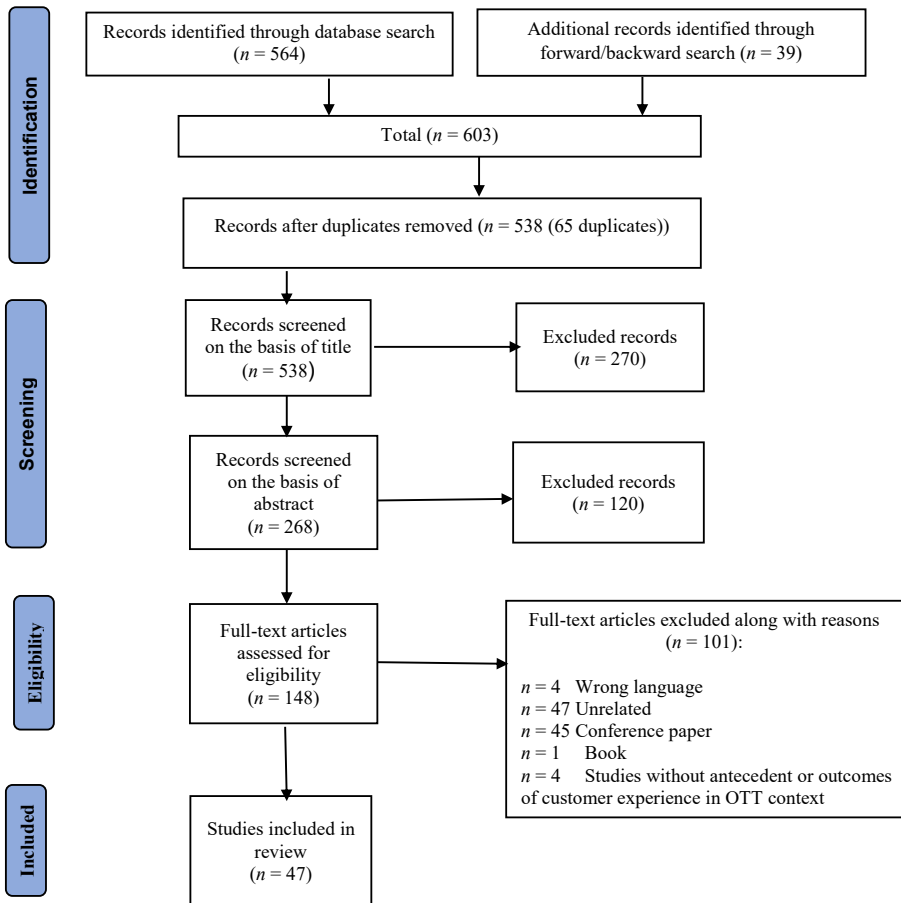 Identification
Records identified through database search
(n = 564)
Additional records identified through
forward/backward search (n = 39)
Total (n = 603)
Records after duplicates removed (n = 538 (65 duplicates))
Screening
Records screened
on the basis of title
(n = 538)
Excluded records
(n = 270)
Records screened
on the basis of
abstract
(n = 268)
Excluded records
(n = 120)
Eligibility
Full-text articles
assessed for
eligibility
(n = 148)
Full-text articles excluded along with reasons
(n = 101):
n = 4 Wrong language
n = 47 Unrelated
n = 45 Conference paper
n = 1 Book
n = 4 Studies without antecedent or outcomes
of customer experience in OTT context
Included
Studies included in
review
(n = 47)